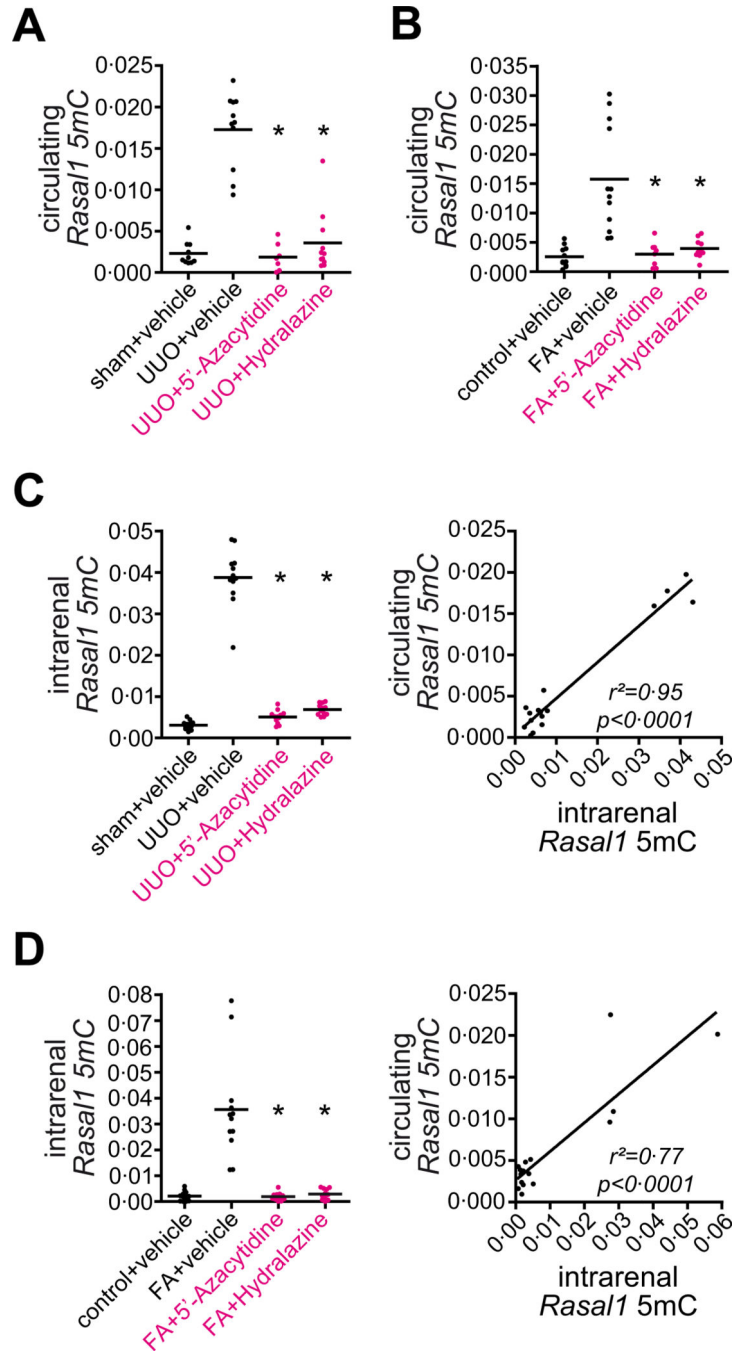 A
circulating
Rasal1 5mC
0·025
0·020
0·015
0·010
0·005
0·000
* *
sham+vehicle
UUO+vehicle
UUO+5'-Azacytidine
UUO+Hydralazine
B
circulating
Rasal1 5mC
0·035
0·030
0·025
0·020
0·015
0·010
0·005
0·000
* *
control+vehicle
FA+vehicle
FA+5'-Azacytidine
FA+Hydralazine
C
intrarenal
Rasal1 5mC
0·05
0·04
0·03
0·02
0·01
0·00
* *
sham+vehicle
UUO+vehicle
UUO+5'-Azacytidine
UUO+Hydralazine
circulating
Rasal1 5mC
0·025
0·020
0·015
0·010
0·005
0·000
r²=0·95
p<0·0001
0·00
0·01
0·02
0·03
0·04
0·05
intrarenal
Rasal1 5mC
D
intrarenal
Rasal1 5mC
0·08
0·07
0·06
0·05
0·04
0·03
0·02
0·01
0·00
* *
control+vehicle
FA+vehicle
FA+5'-Azacytidine
FA+Hydralazine
circulating
Rasal1 5mC
0·025
0·020
0·015
0·010
0·005
0·000
r²=0·77
p<0·0001
0·00
0·01
0·02
0·03
0·04
0·05
0·06
intrarenal
Rasal1 5mC